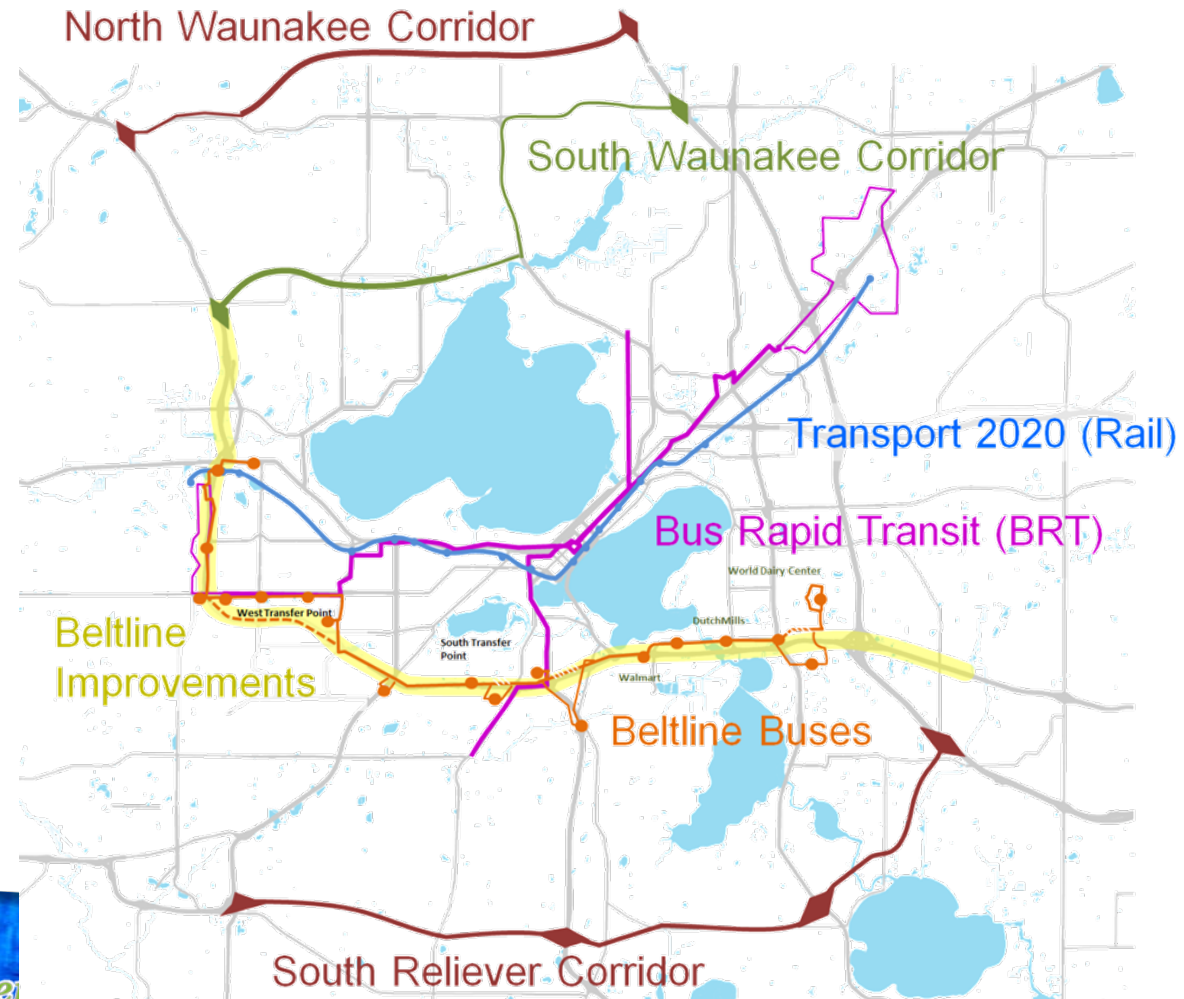 North Waunakee Corridor
South Waunakee Corridor
Transport 2020 (Rail)
Bus Rapid Transit (BRT)
World Dairy Center
West Transfer Point
DutchMills
Beltline
Improvements
South Transfer
Point
Walmart
Beltline Buses
South Reliever Corridor